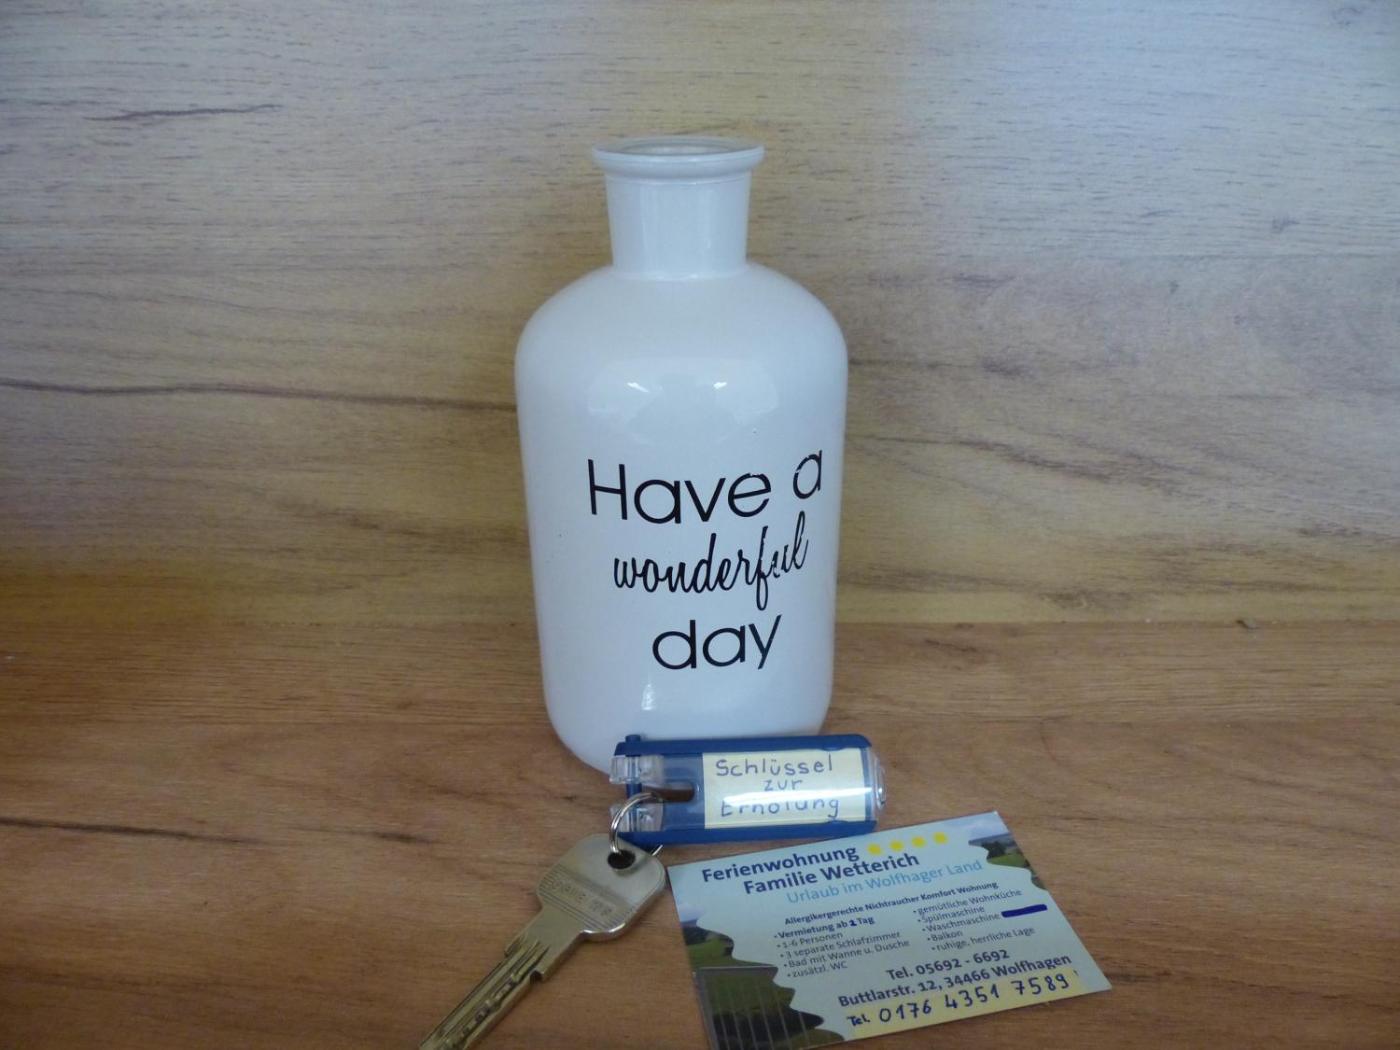 Have a
wonderful
day
Schlüssel
zur
Erholung
Ferienwohnung
Familie Wetterich
Urlaub im Wolfhager Land
Allergikergerechte Nichtraucher Komfort Wohnung
• Vermietung ab 2 Tag
• 1-6 Personen
• 3 separate Schlafzimmer
• Bad mit Wanne u. Dusche
• zusätzl. WC
• gemütliche Wohnküche
• Spülmaschine
• Waschmaschine
• Balkon
• ruhige, herrliche Lage
Tel. 05692 - 6692
Buttlarstr. 12, 34466 Wolfhagen
Tel. 0176 4351 7589